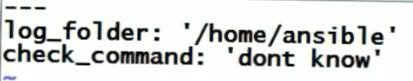 ---
log_folder: '/home/ansible'
check_command: 'dont know'
~